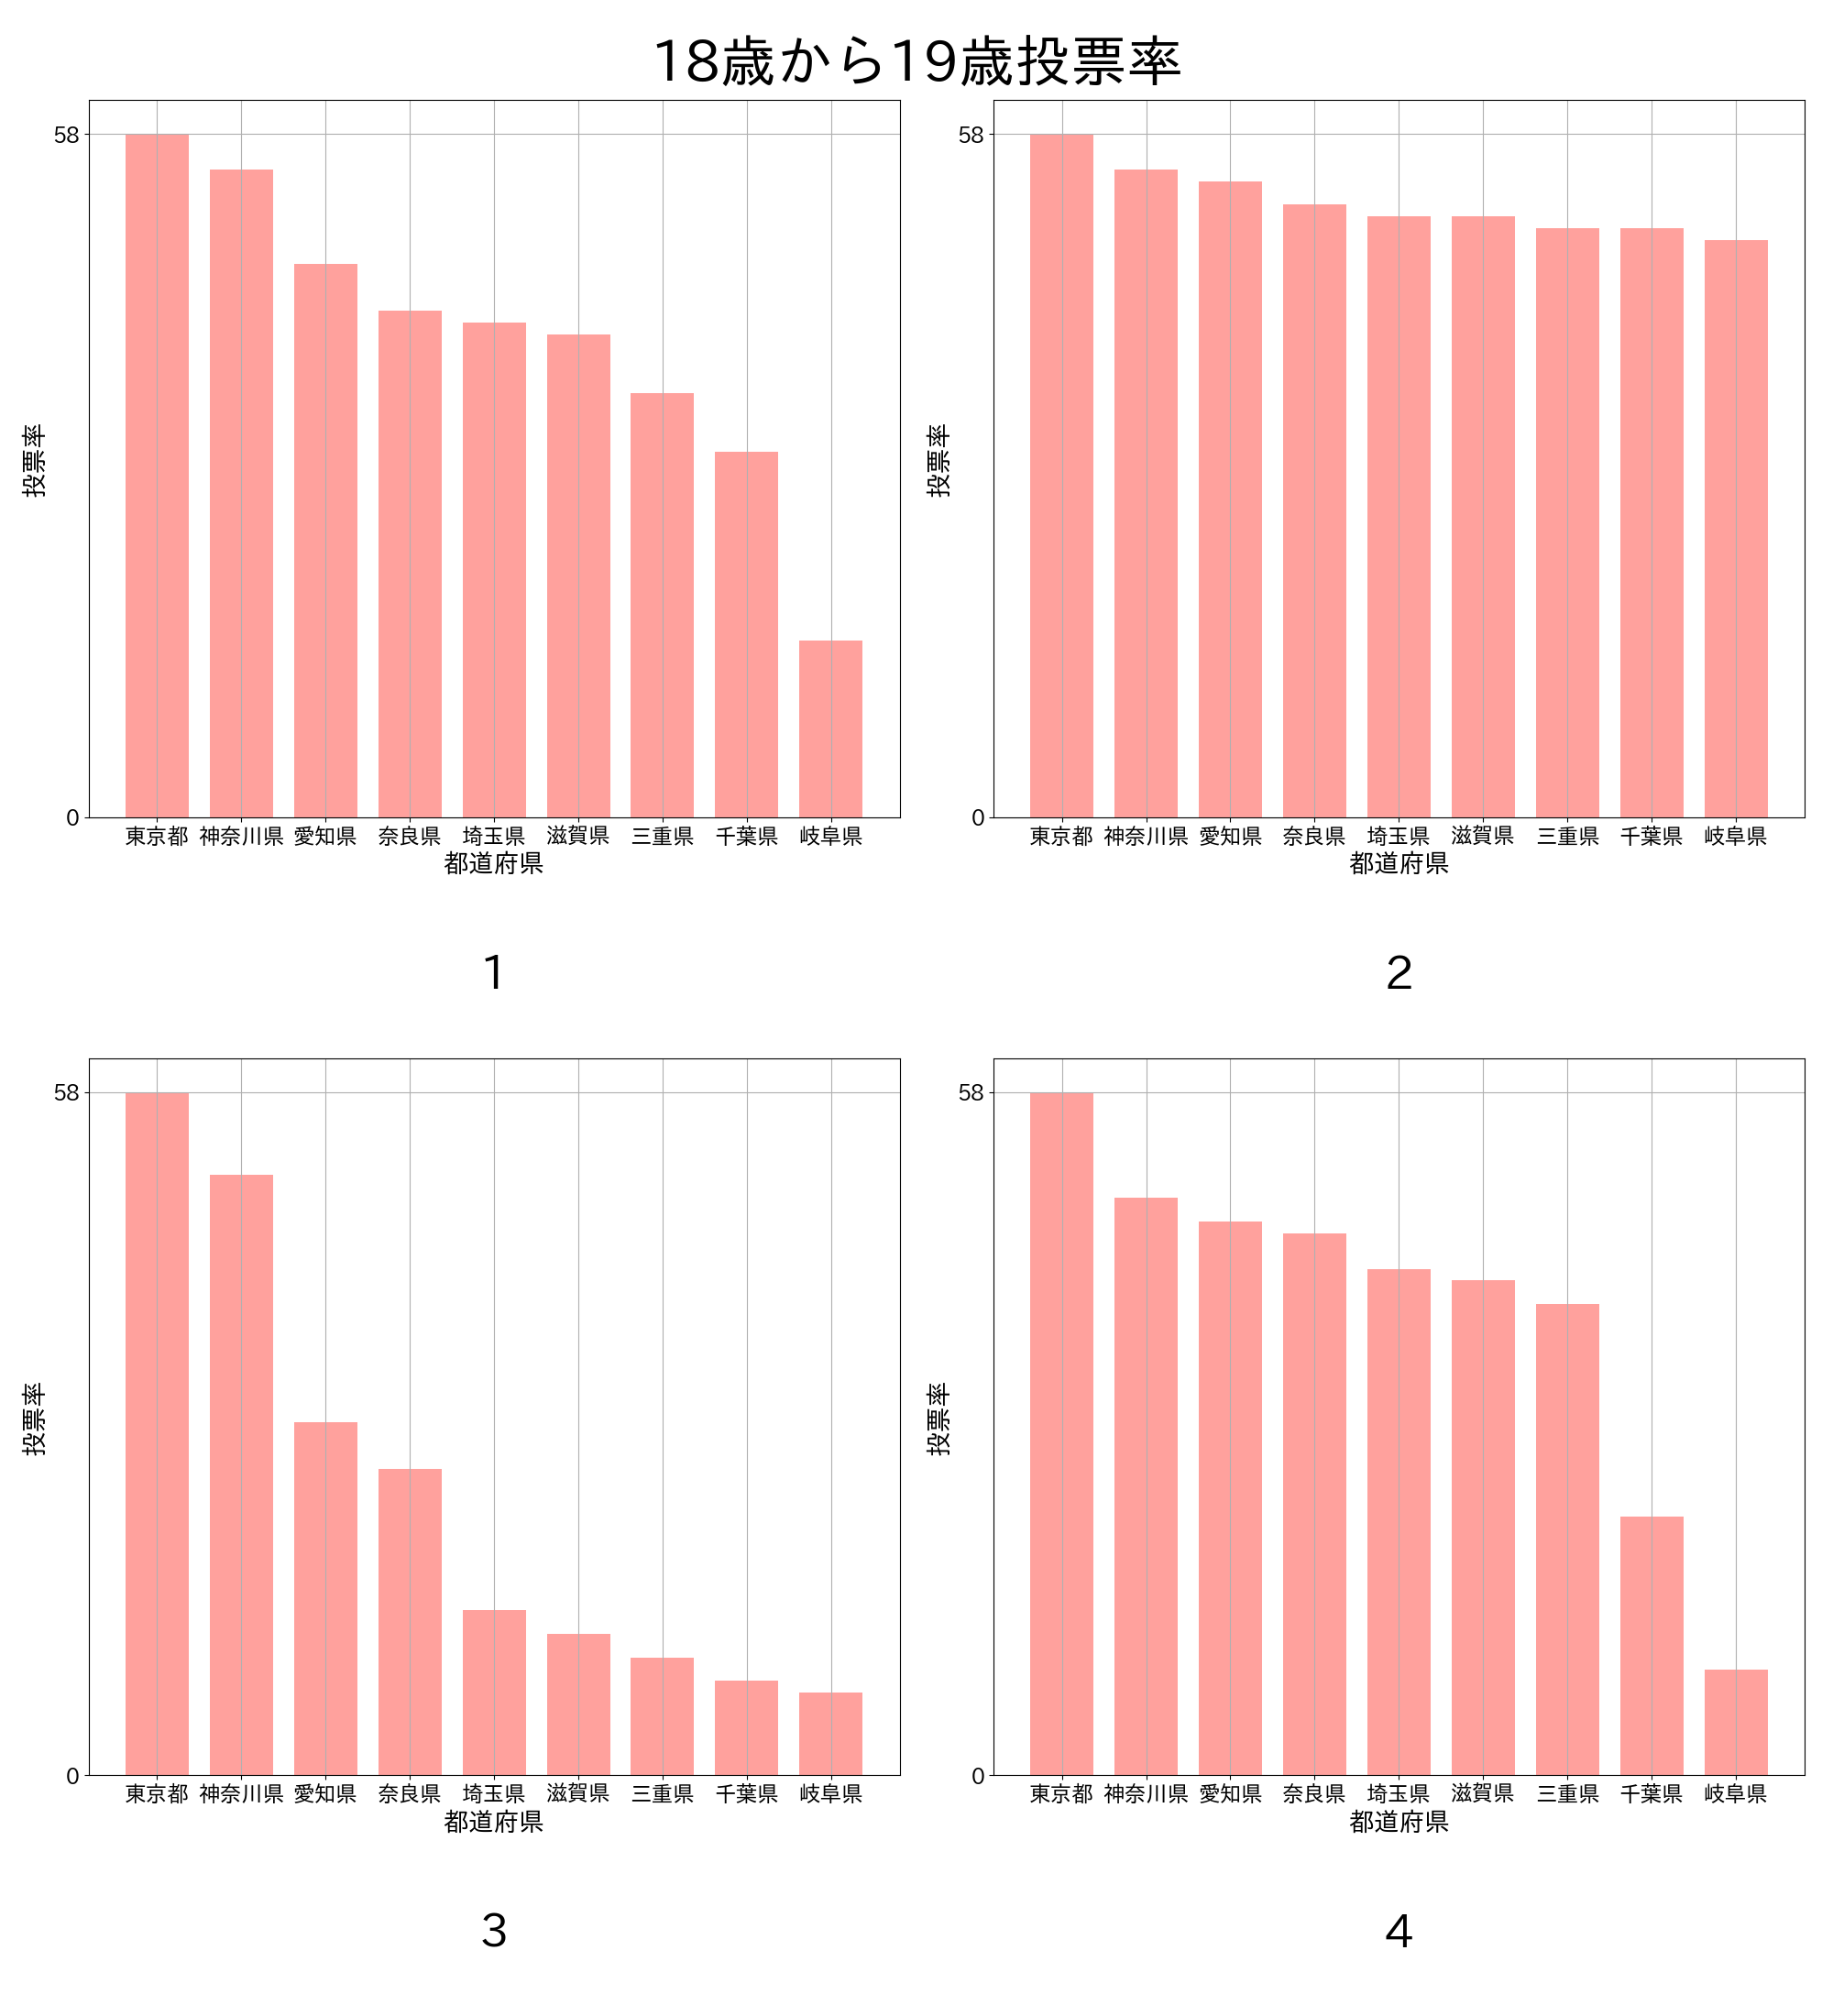 18歳から19歳投票率
58
0
投票率
東京都 神奈川県 愛知県 奈良県 埼玉県 滋賀県 三重県 千葉県 岐阜県
都道府県
1
58
0
投票率
東京都 神奈川県 愛知県 奈良県 埼玉県 滋賀県 三重県 千葉県 岐阜県
都道府県
2
58
0
投票率
東京都 神奈川県 愛知県 奈良県 埼玉県 滋賀県 三重県 千葉県 岐阜県
都道府県
3
58
0
投票率
東京都 神奈川県 愛知県 奈良県 埼玉県 滋賀県 三重県 千葉県 岐阜県
都道府県
4